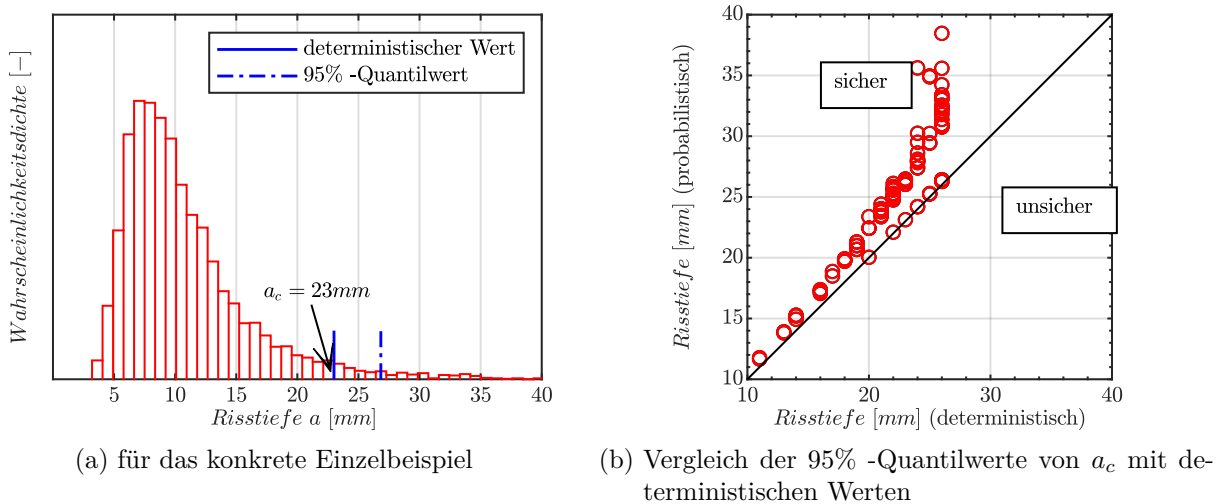 Wahrscheinlichkeitsdichte [−]
deterministischer Wert
95% -Quantilwert
a_c = 23mm
5 10 15 20 25 30 35 40
Risstiefe a [mm]
(a) für das konkrete Einzelbeispiel
Risstiefe [mm] (probabilistisch)
40
35
30
25
20
15
10
sicher
unsicher
10 20 30 40
Risstiefe [mm] (deterministisch)
(b) Vergleich der 95% -Quantilwerte von a_c mit de-
terministischen Werten